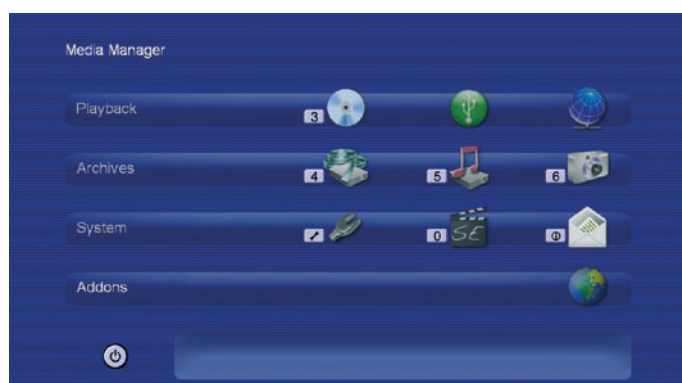 Media Manager
Playback
3
Archives
4 5 6
System
0 SE
Addons